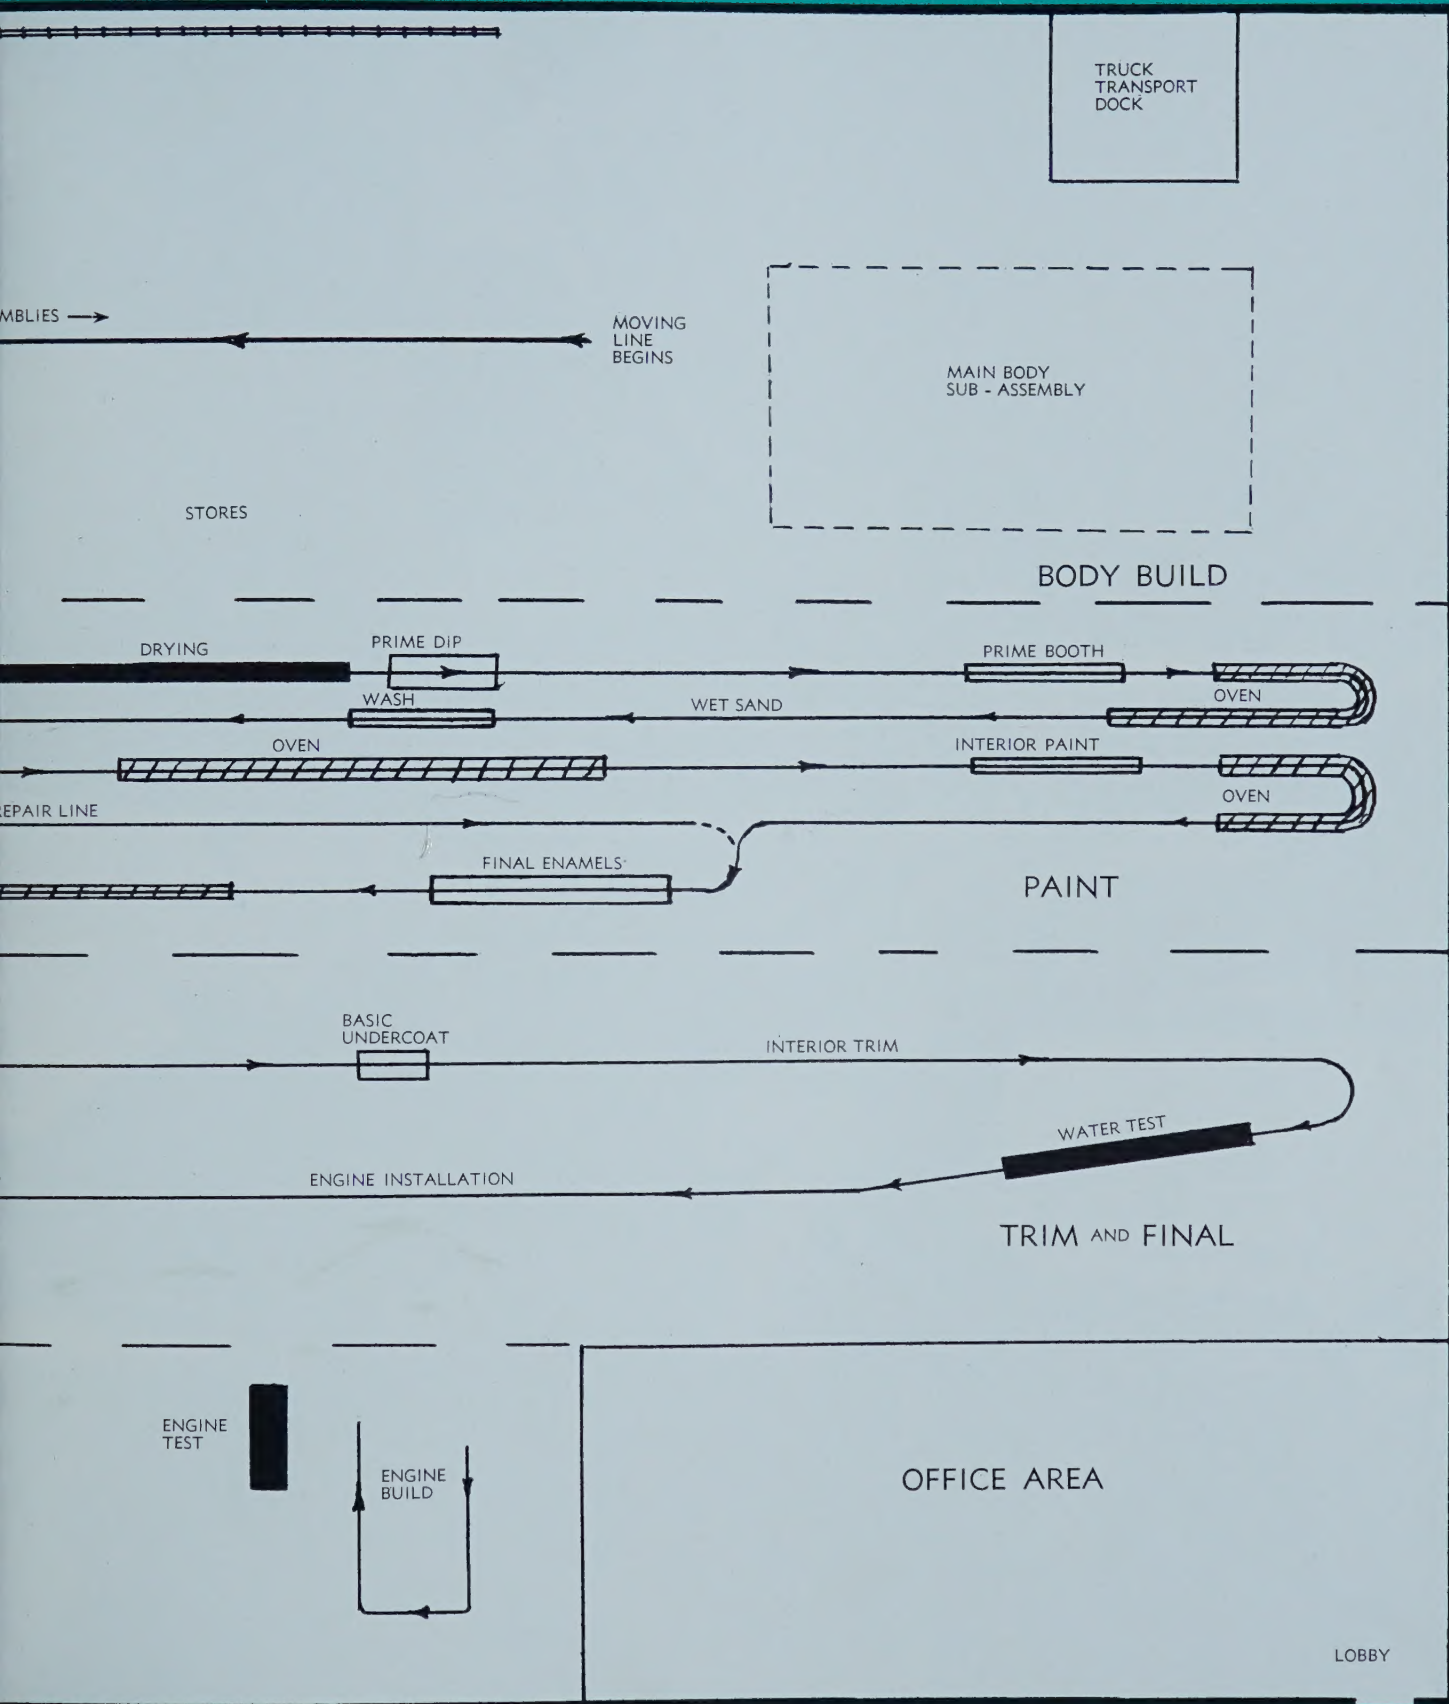 TRUCK
TRANSPORT
DOCK
MBLIES
MOVING
LINE
BEGINS
MAIN BODY
SUB - ASSEMBLY
STORES
BODY BUILD
DRYING
PRIME DIP
PRIME BOOTH
WASH
WET SAND
OVEN
OVEN
INTERIOR PAINT
OVEN
EPAIR LINE
FINAL ENAMELS
PAINT
BASIC
UNDERCOAT
INTERIOR TRIM
WATER TEST
ENGINE INSTALLATION
TRIM AND FINAL
ENGINE
TEST
ENGINE
BUILD
OFFICE AREA
LOBBY